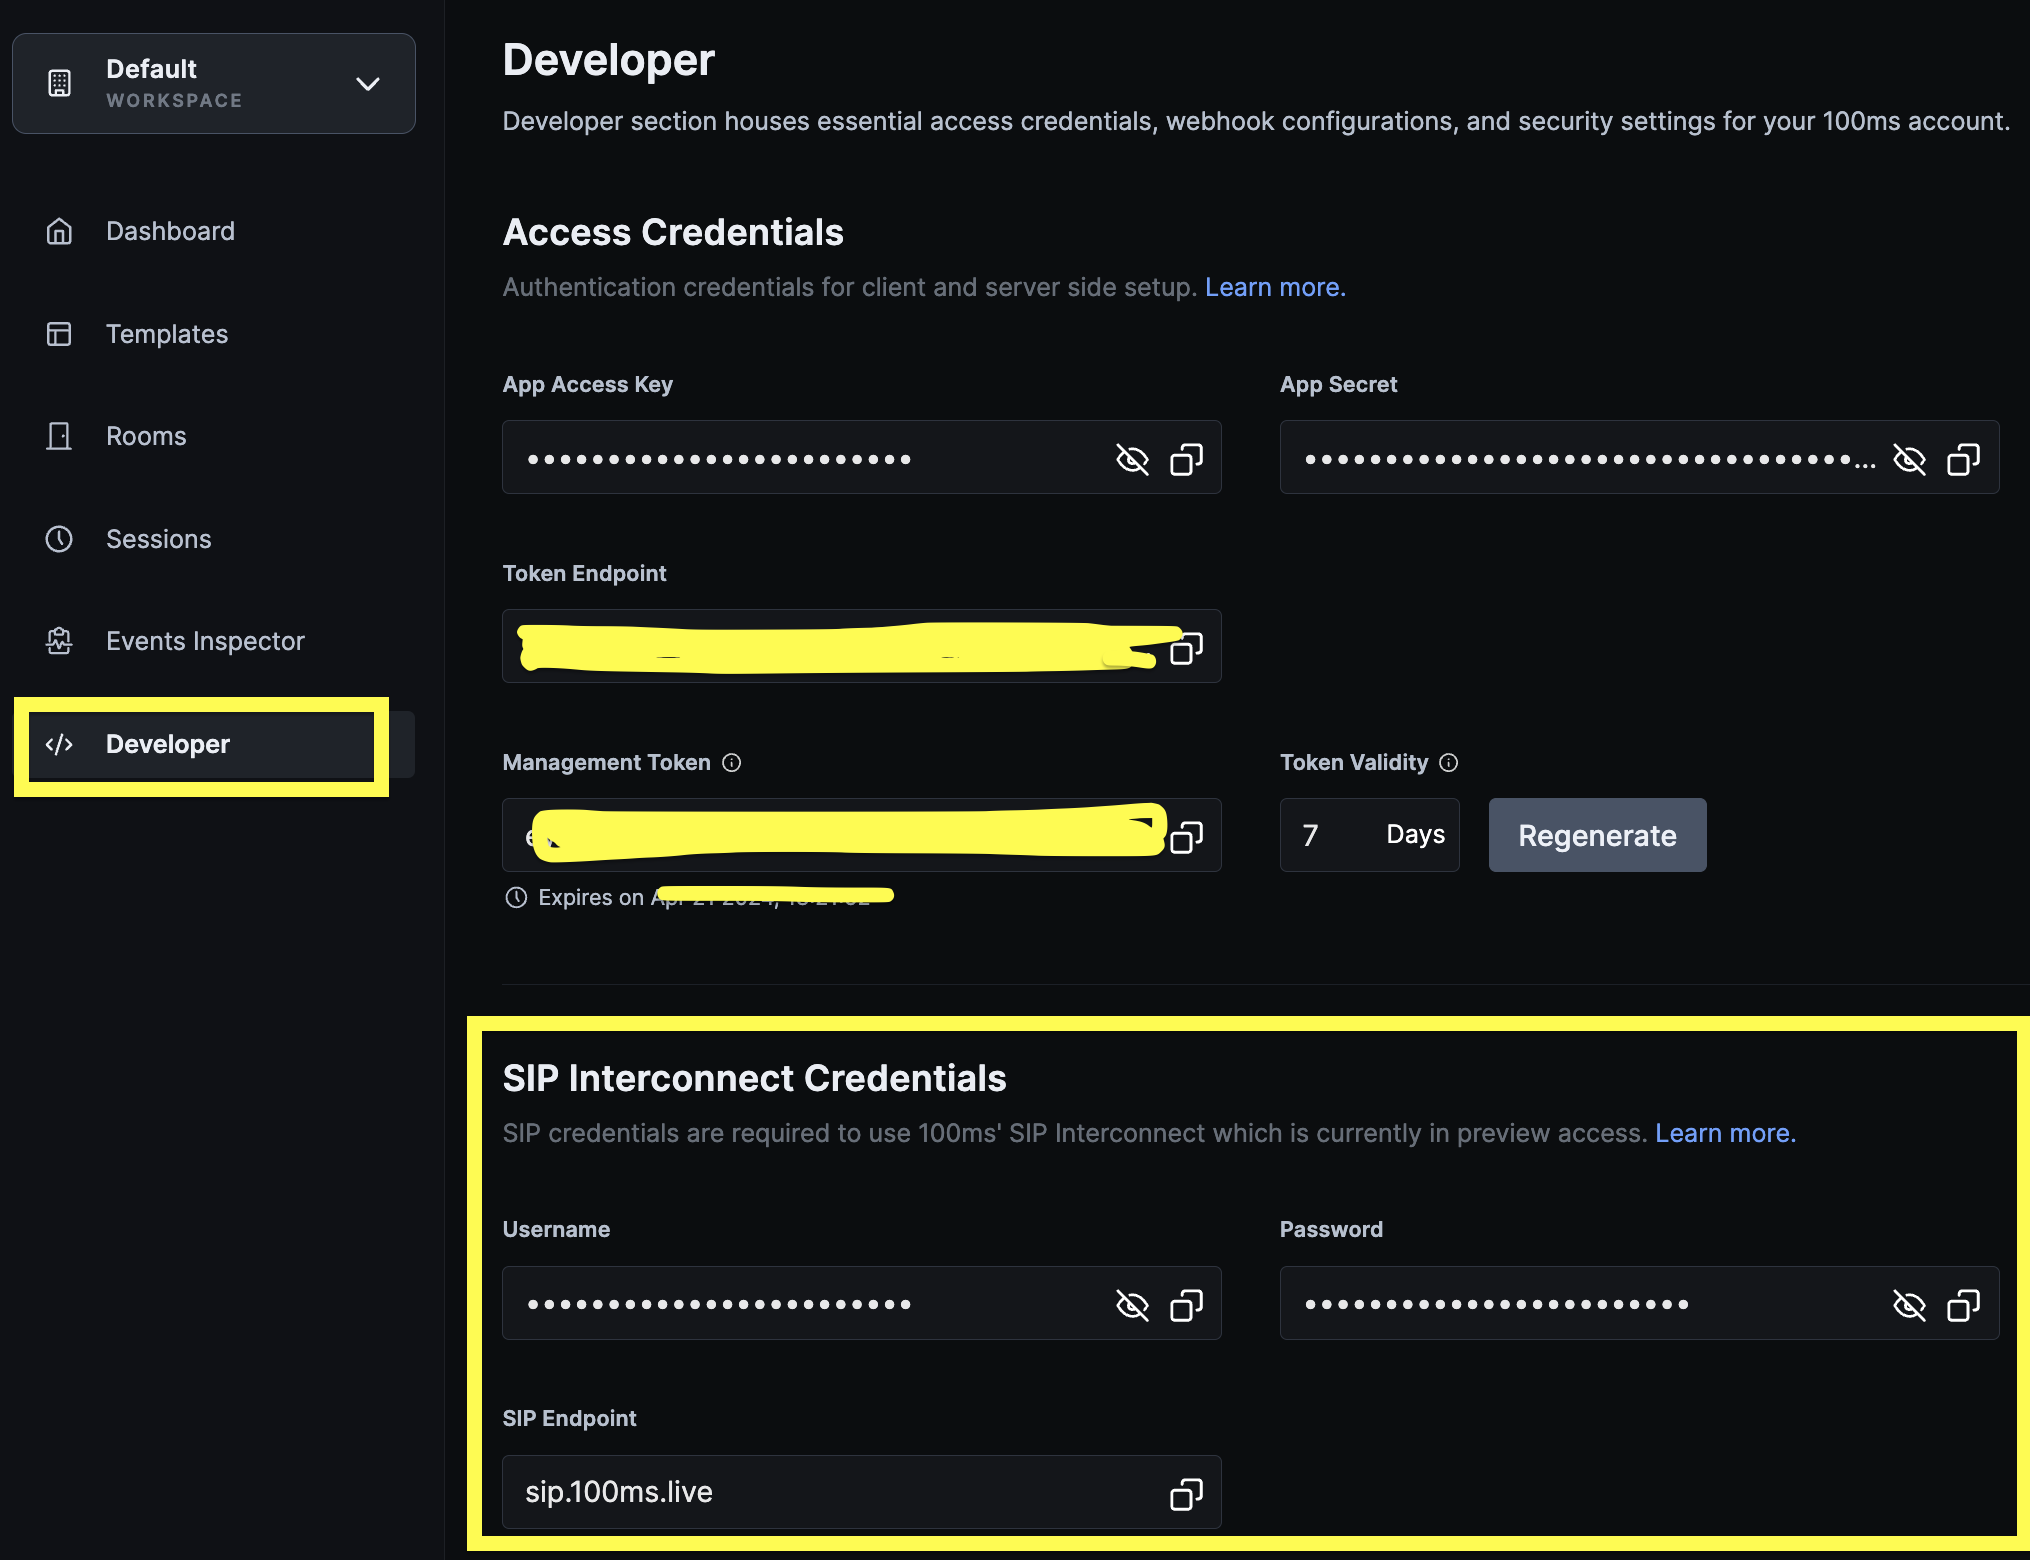 Default
WORKSPACE
Dashboard
Templates
Rooms
Sessions
Events Inspector
Developer
Developer
Developer section houses essential access credentials, webhook configurations, and security settings for your 100ms account.
Access Credentials
Authentication credentials for client and server side setup. Learn more.
App Access Key
App Secret
Token Endpoint
Management Token
Token Validity
7 Days
Regenerate
Expires on
SIP Interconnect Credentials
SIP credentials are required to use 100ms' SIP Interconnect which is currently in preview access. Learn more.
Username
Password
SIP Endpoint
sip.100ms.live